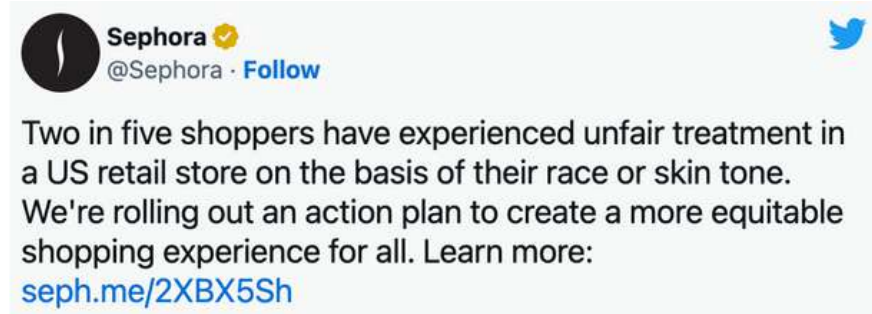 Sephora
@Sephora · Follow
Two in five shoppers have experienced unfair treatment in
a US retail store on the basis of their race or skin tone.
We're rolling out an action plan to create a more equitable
shopping experience for all. Learn more:
seph.me/2XBX5Sh